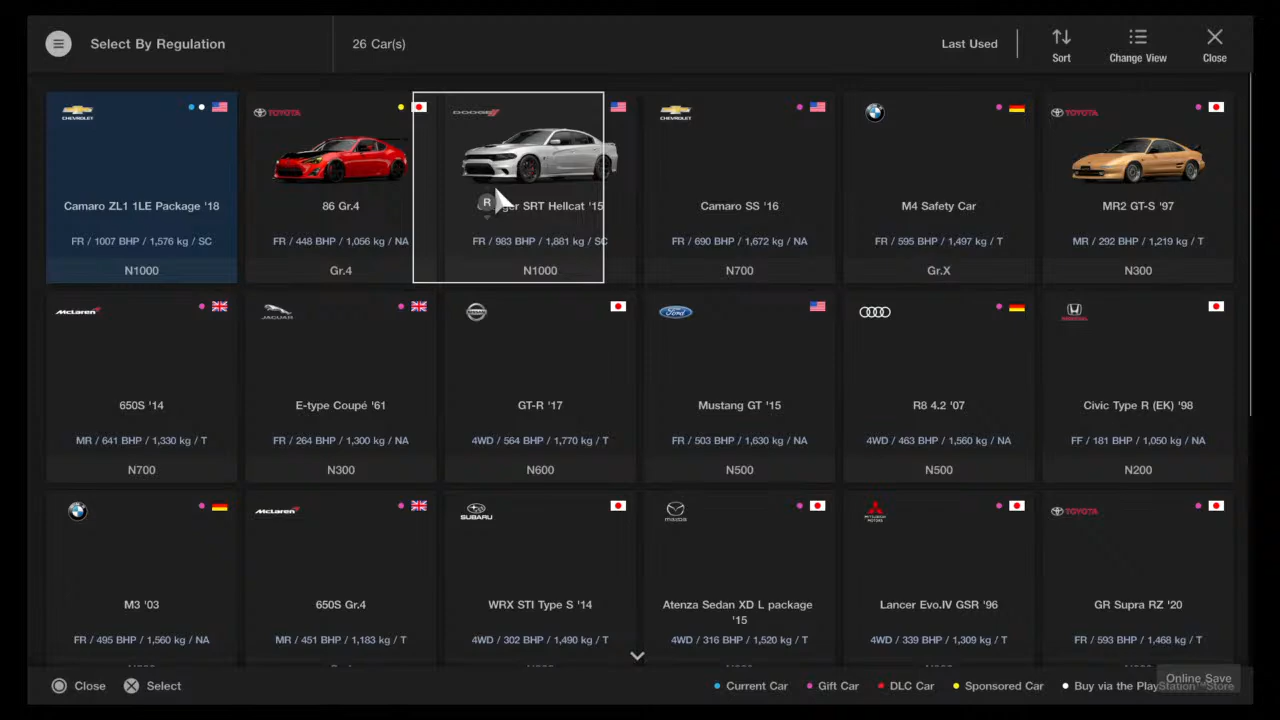 Select By Regulation
26 Car(s)
Last Used
Sort
Change View
Close
CHEVROLET
TOYOTA
DODGE
CHEVROLET
TOYOTA
Camaro ZL1 1LE Package '18
86 Gr.4
SRT Hellcat '15
Camaro SS '16
M4 Safety Car
MR2 GT-S '97
FR / 1007 BHP / 1,576 kg / SC
FR / 448 BHP / 1,056 kg / NA
FR / 983 BHP / 1,881 kg / SC
FR / 690 BHP / 1,672 kg / NA
FR / 595 BHP / 1,497 kg / T
MR / 292 BHP / 1,219 kg / T
N1000
Gr.4
N1000
N700
Gr.X
N300
R
McLaren
JAGUAR
NISSAN
Ford
HONDA
650S '14
E-type Coupé '61
GT-R '17
Mustang GT '15
R8 4.2 '07
Civic Type R (EK) '98
MR / 641 BHP / 1,330 kg / T
FR / 264 BHP / 1,300 kg / NA
4WD / 564 BHP / 1,770 kg / T
FR / 503 BHP / 1,630 kg / NA
4WD / 463 BHP / 1,560 kg / NA
FF / 181 BHP / 1,050 kg / NA
N700
N300
N600
N500
N500
N200
McLaren
SUBARU
mazda
MITSUBISHI
MOTORS
TOYOTA
M3 '03
650S Gr.4
WRX STI Type S '14
Atenza Sedan XD L package
'15
Lancer Evo.IV GSR '96
GR Supra RZ '20
FR / 495 BHP / 1,560 kg / NA
MR / 451 BHP / 1,183 kg / T
4WD / 302 BHP / 1,490 kg / T
4WD / 316 BHP / 1,520 kg / T
4WD / 339 BHP / 1,309 kg / T
FR / 593 BHP / 1,468 kg / T
Close
Select
Current Car
Gift Car
DLC Car
Sponsored Car
Buy via the PlayStation™Store
Online Save